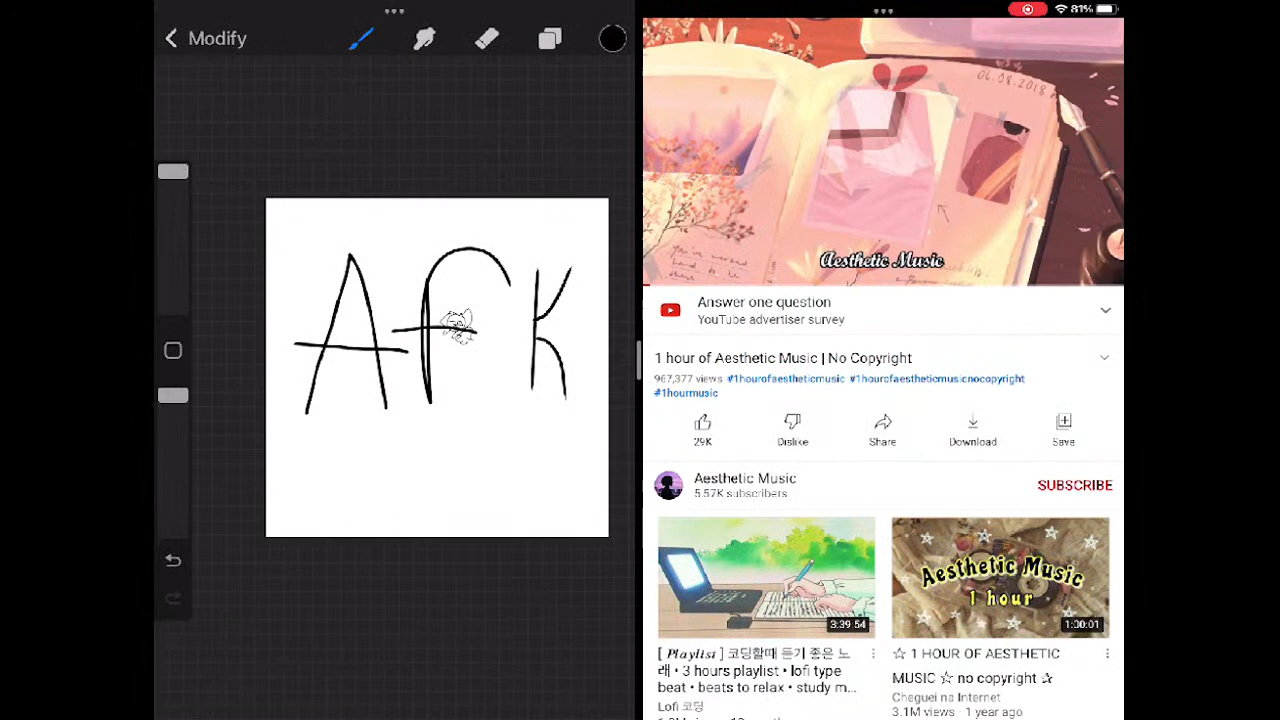 Modify
AFK
81%
06.08.2018
Aesthetic Music
Answer one question
YouTube advertiser survey
1 hour of Aesthetic Music | No Copyright
967,377 views #1hourofaestheticmusic #1hourofaestheticmusicnocopyright
#1hourmusic
29K Dislike Share Download Save
Aesthetic Music
5.57K subscribers
SUBSCRIBE
3:39:54
Aesthetic Music
1 hour
1:30:01
[ Playlist ] 코딩할때 듣기 좋은 노
래 • 3 hours playlist • lofi type
beat • beats to relax • study m...
Lofi 코딩
☆ 1 HOUR OF AESTHETIC
MUSIC ☆ no copyright ✰
Cheguei na Internet
3.1M views · 1 year ago